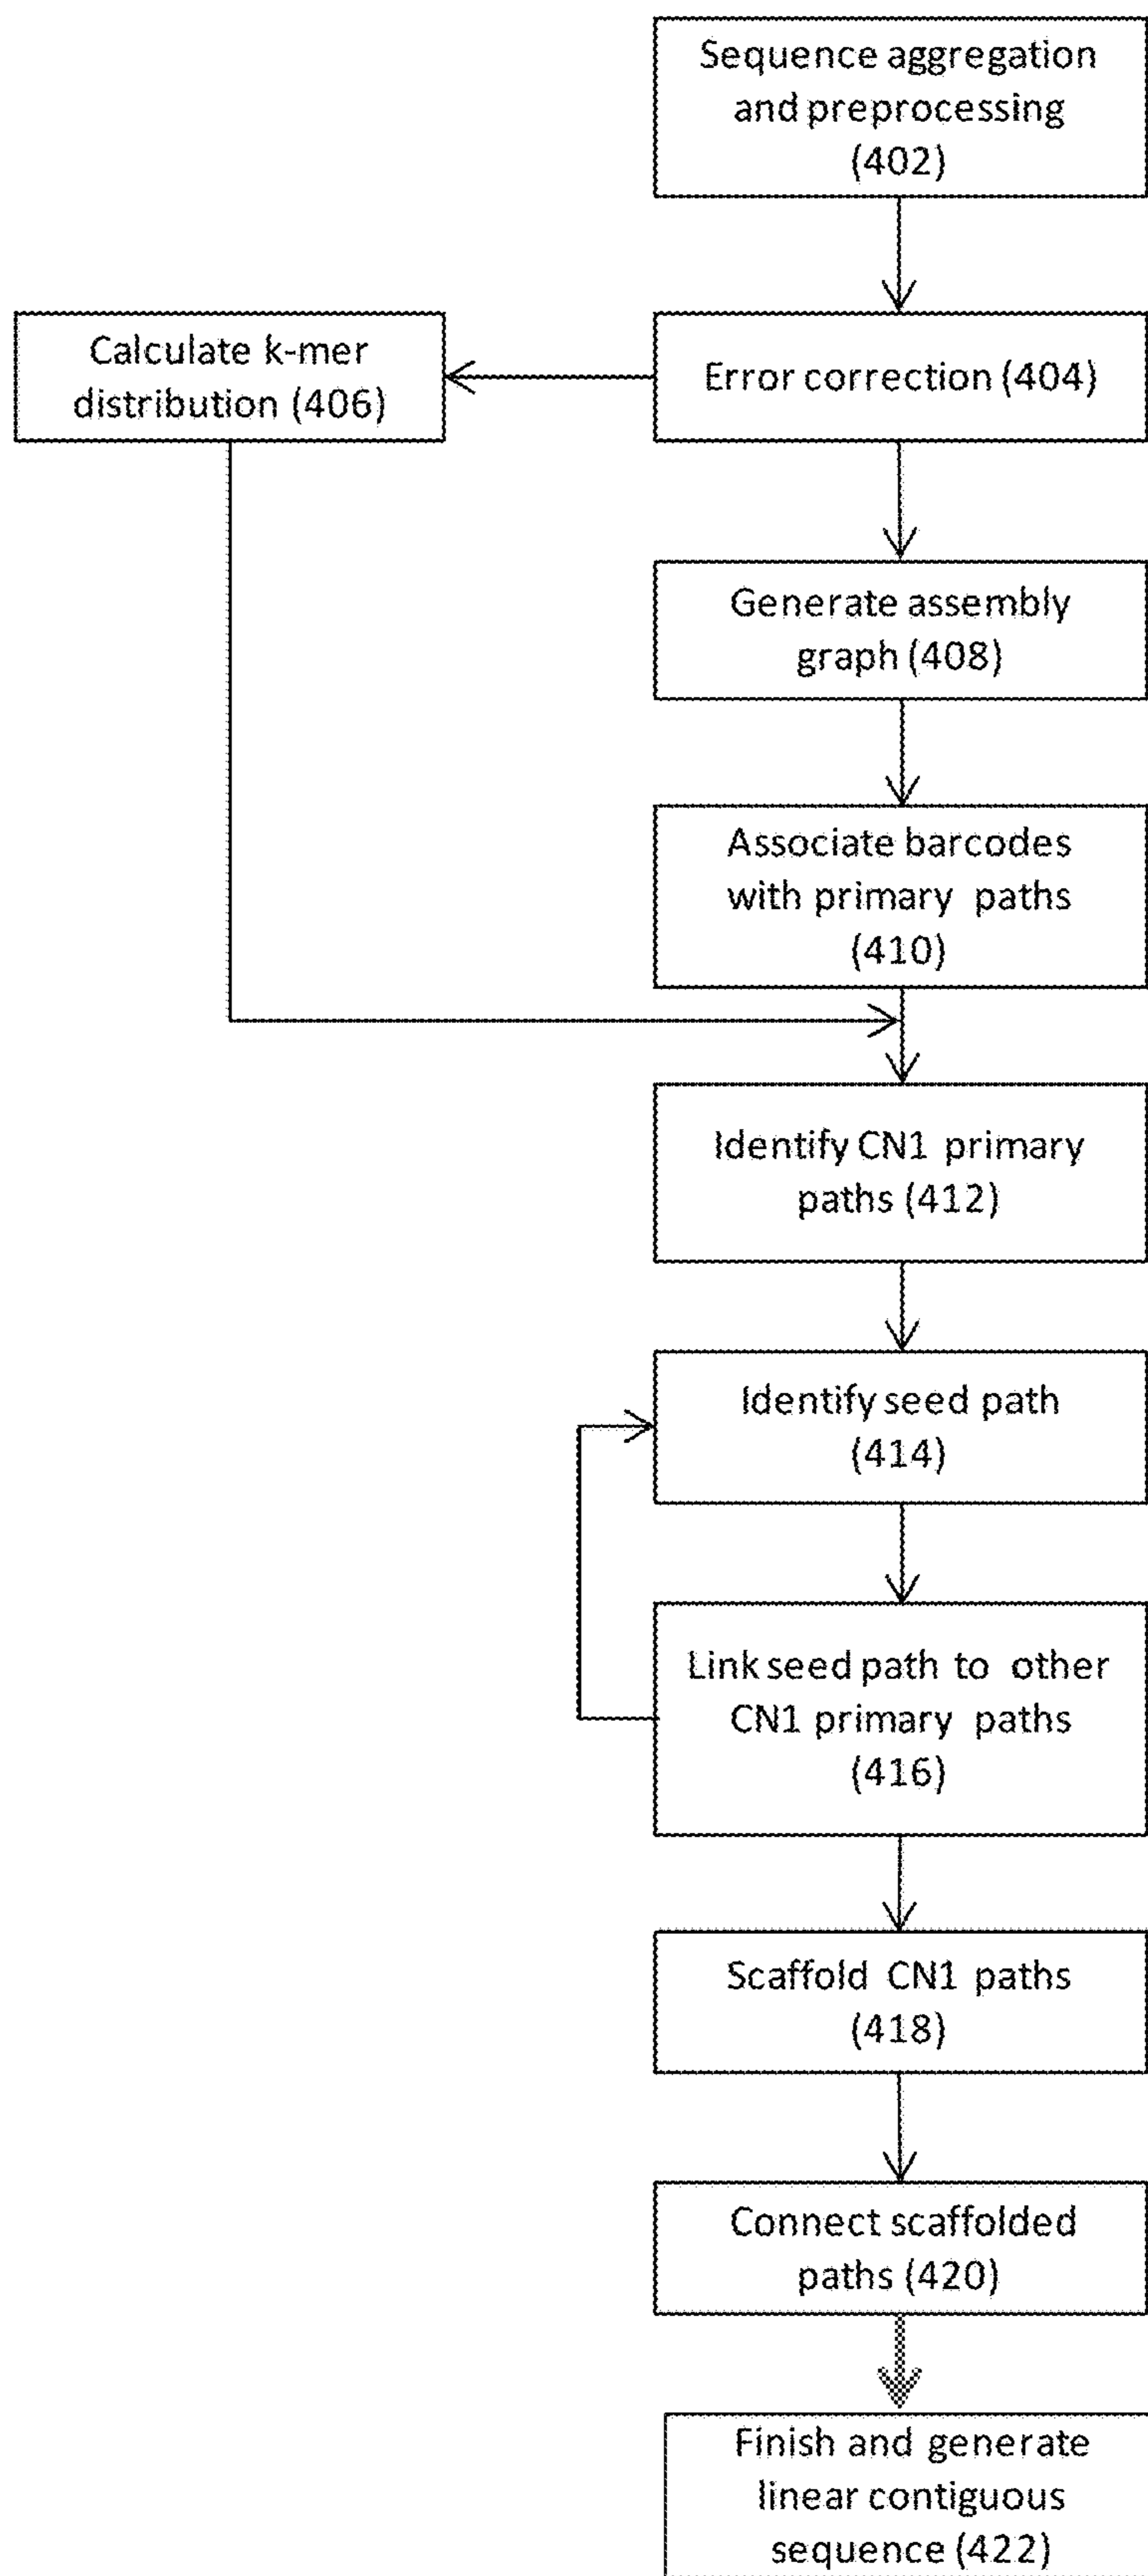 Sequence aggregation
and preprocessing
(402)
Calculate k-mer
distribution (406)
Error correction (404)
Generate assembly
graph (408)
Associate barcodes
with primary paths
(410)
Identify CN1 primary
paths (412)
Identify seed path
(414)
Link seed path to other
CN1 primary paths
(416)
Scaffold CN1 paths
(418)
Connect scaffolded
paths (420)
Finish and generate
linear contiguous
sequence (422)